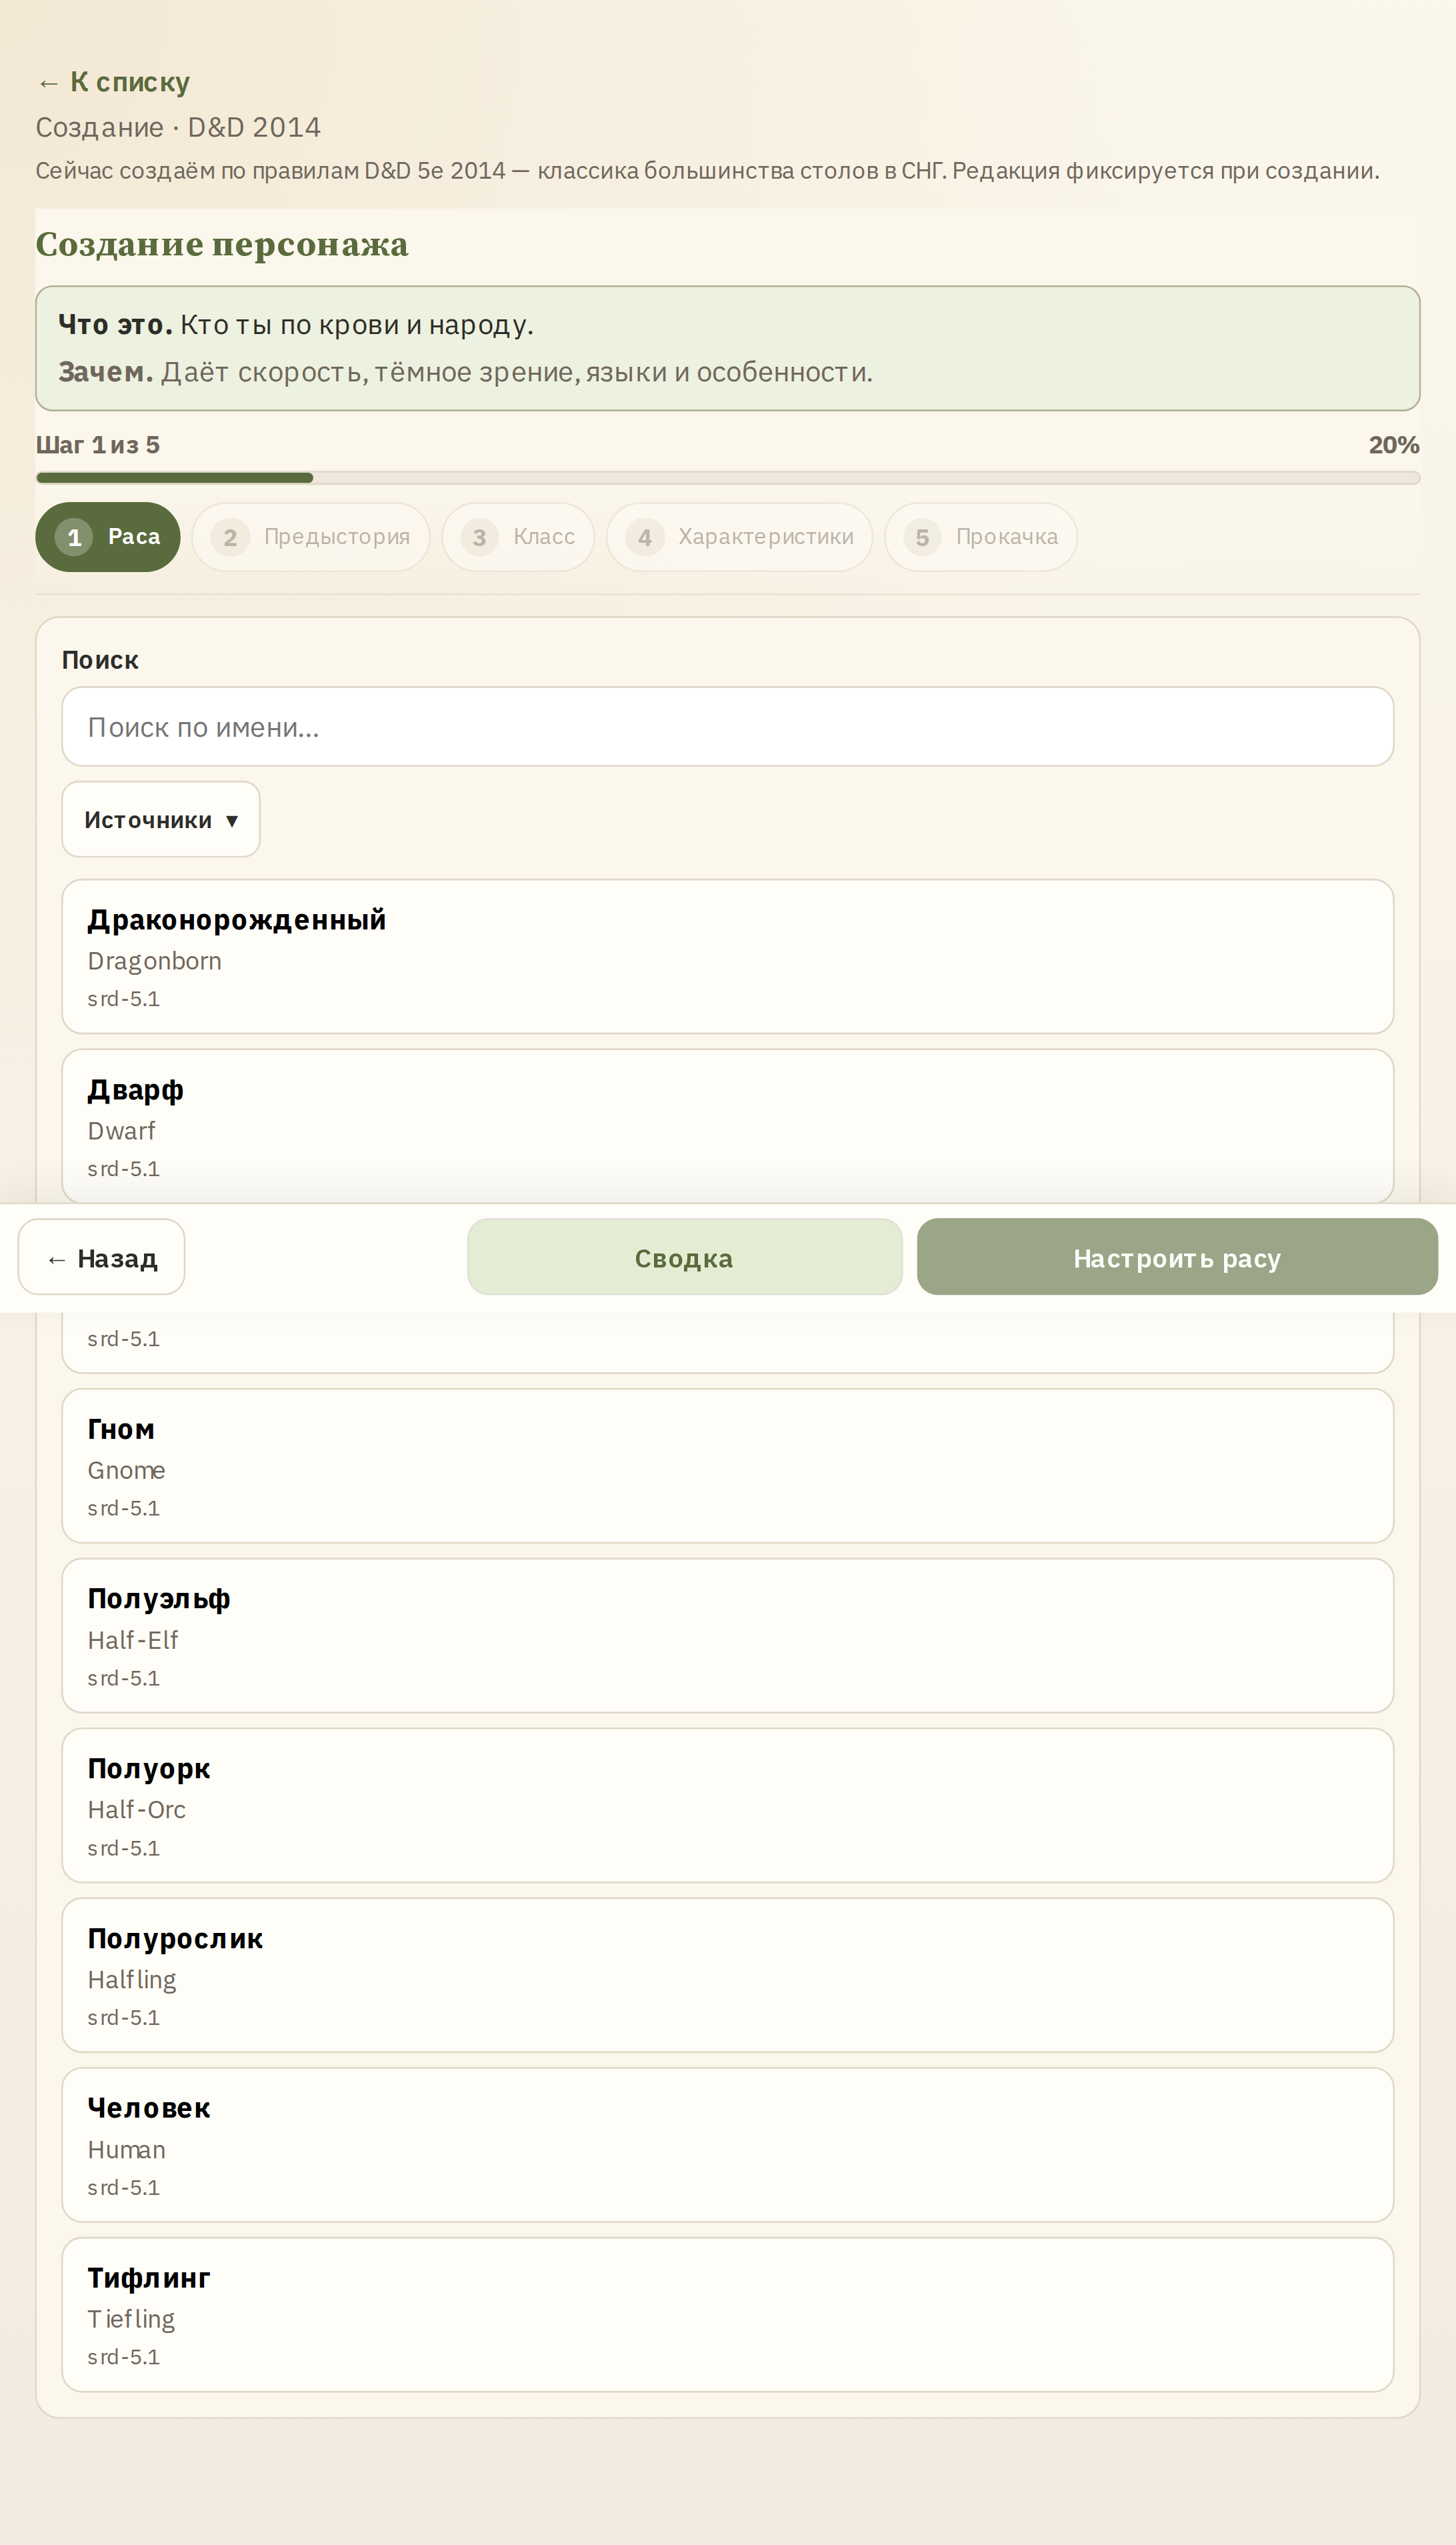 ← К списку
Создание · D&D 2014
Сейчас создаём по правилам D&D 5e 2014 — классика большинства столов в СНГ. Редакция фиксируется при создании.
Создание персонажа
Что это. Кто ты по крови и народу.
Зачем. Даёт скорость, тёмное зрение, языки и особенности.
Шаг 1 из 5 20%
1 Раса 2 Предыстория 3 Класс 4 Характеристики 5 Прокачка
Поиск
Поиск по имени...
Источники ▾
Драконорожденный
Dragonborn
srd-5.1
Дварф
Dwarf
srd-5.1
← Назад Сводка Настроить расу
srd-5.1
Гном
Gnome
srd-5.1
Полуэльф
Half-Elf
srd-5.1
Полуорк
Half-Orc
srd-5.1
Полурослик
Halfling
srd-5.1
Человек
Human
srd-5.1
Тифлинг
Tiefling
srd-5.1